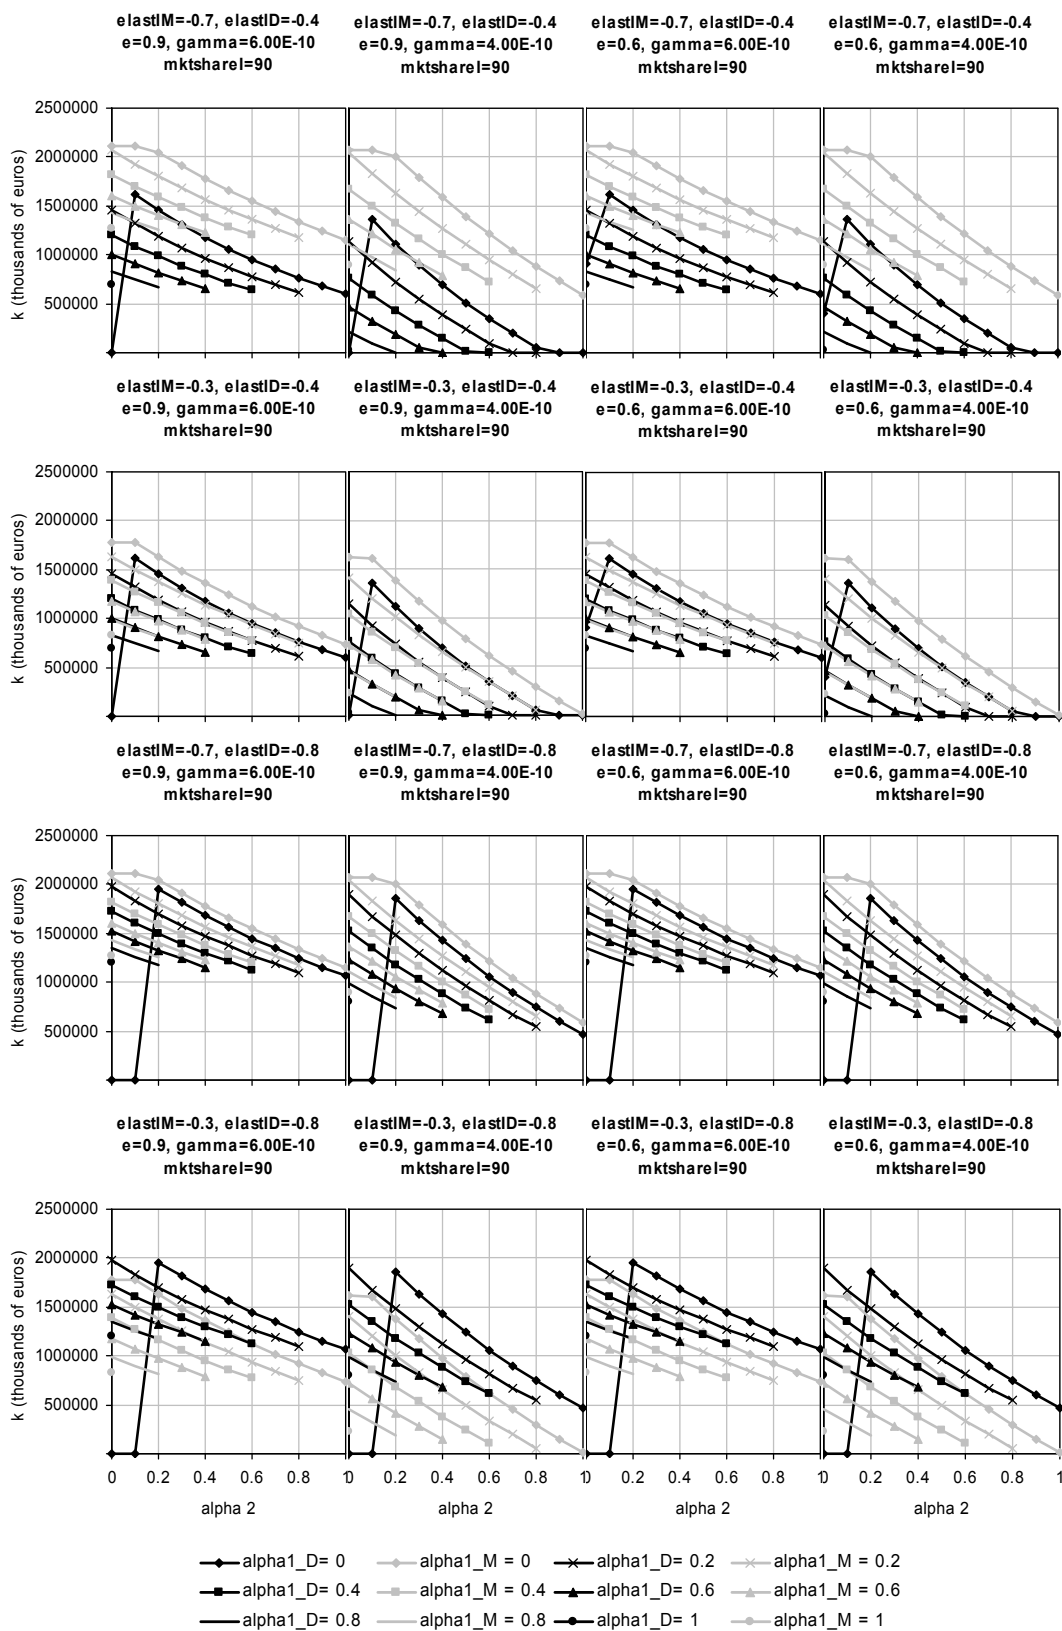 elastIM=-0.7, elastID=-0.4 elastIM=-0.7, elastID=-0.4 elastIM=-0.7, elastID=-0.4 elastIM=-0.7, elastID=-0.4
e=0.9, gamma=6.00E-10 e=0.9, gamma=4.00E-10 e=0.6, gamma=6.00E-10 e=0.6, gamma=4.00E-10
mktshareI=90 mktshareI=90 mktshareI=90 mktshareI=90
k (thousands of euros)
2500000
2000000
1500000
1000000
500000
elastIM=-0.3, elastID=-0.4 elastIM=-0.3, elastID=-0.4 elastIM=-0.3, elastID=-0.4 elastIM=-0.3, elastID=-0.4
e=0.9, gamma=6.00E-10 e=0.9, gamma=4.00E-10 e=0.6, gamma=6.00E-10 e=0.6, gamma=4.00E-10
mktshareI=90 mktshareI=90 mktshareI=90 mktshareI=90
k (thousands of euros)
2500000
2000000
1500000
1000000
500000
elastIM=-0.7, elastID=-0.8 elastIM=-0.7, elastID=-0.8 elastIM=-0.7, elastID=-0.8 elastIM=-0.7, elastID=-0.8
e=0.9, gamma=6.00E-10 e=0.9, gamma=4.00E-10 e=0.6, gamma=6.00E-10 e=0.6, gamma=4.00E-10
mktshareI=90 mktshareI=90 mktshareI=90 mktshareI=90
k (thousands of euros)
2500000
2000000
1500000
1000000
500000
elastIM=-0.3, elastID=-0.8 elastIM=-0.3, elastID=-0.8 elastIM=-0.3, elastID=-0.8 elastIM=-0.3, elastID=-0.8
e=0.9, gamma=6.00E-10 e=0.9, gamma=4.00E-10 e=0.6, gamma=6.00E-10 e=0.6, gamma=4.00E-10
mktshareI=90 mktshareI=90 mktshareI=90 mktshareI=90
k (thousands of euros)
2500000
2000000
1500000
1000000
500000
0 0.2 0.4 0.6 0.8 0.2 0.4 0.6 0.8 1 0.2 0.4 0.6 0.8 0.2 0.4 0.6 0.8 1
alpha 2 alpha 2 alpha 2 alpha 2
alpha1_D= 0 alpha1_M = 0 alpha1_D= 0.2 alpha1_M = 0.2
alpha1_D= 0.4 alpha1_M = 0.4 alpha1_D= 0.6 alpha1_M = 0.6
alpha1_D= 0.8 alpha1_M = 0.8 alpha1_D= 1 alpha1_M = 1